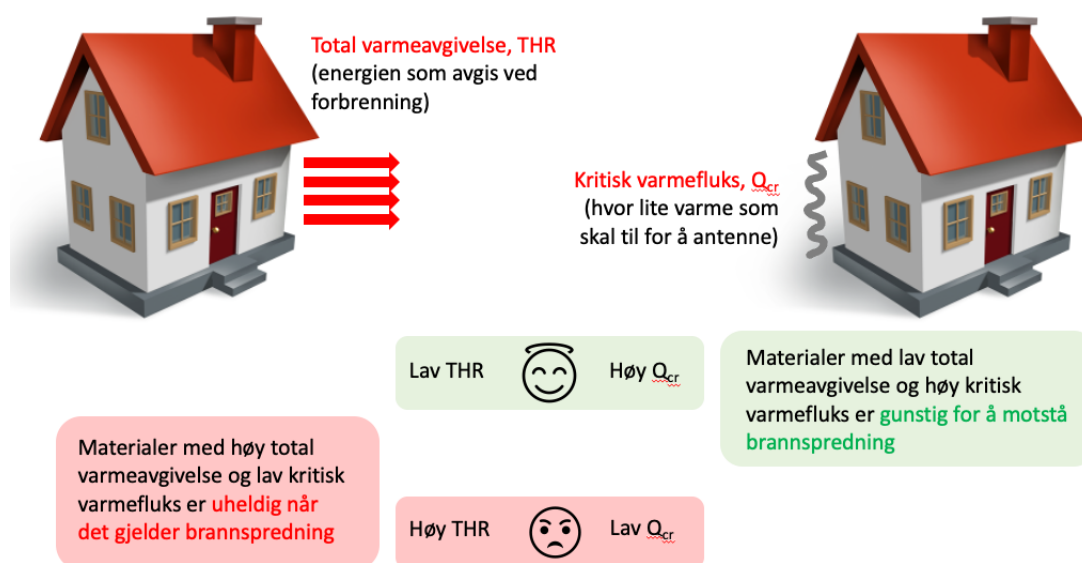 Total varmeavgivelse, THR
(energien som avgis ved
forbrenning)
Kritisk varmefluks, Qcr
(hvor lite varme som
skal til for å antenne)
Lav THR Høy Qcr
Materialer med lav total
varmeavgivelse og høy kritisk
varmefluks er gunstig for å motstå
brannspredning
Materialer med høy total
varmeavgivelse og lav kritisk
varmefluks er uheldig når
det gjelder brannspredning
Høy THR Lav Qcr